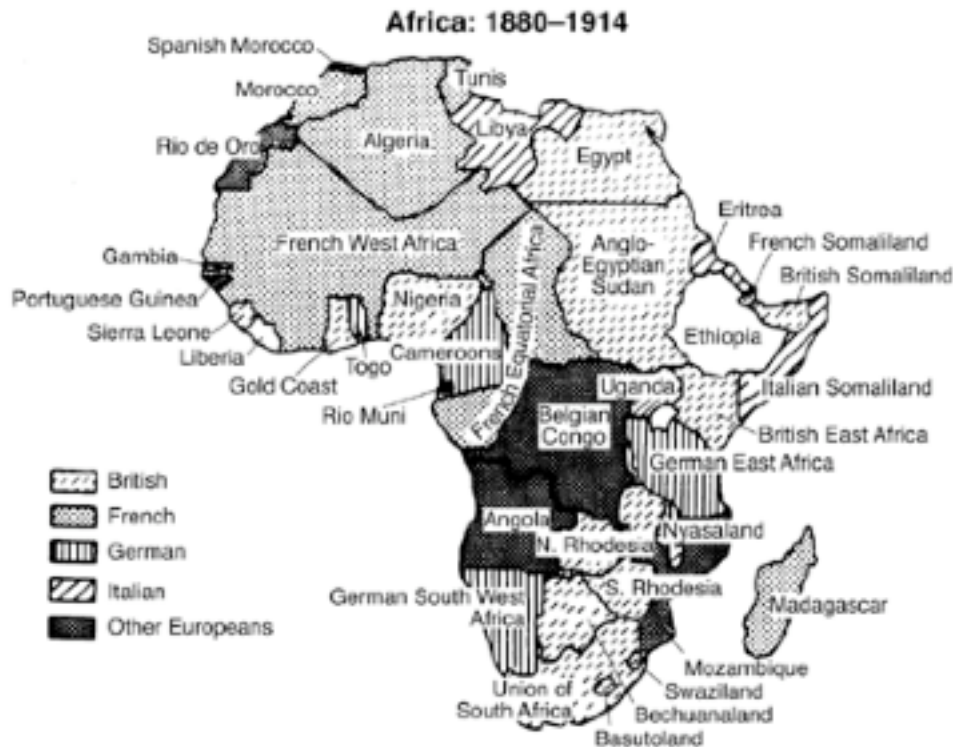 Africa: 1880–1914
Spanish Morocco
Morocco
Tunis
Rio de Oro
Algeria
Libya
Egypt
Eritrea
French Somaliland
British Somaliland
French West Africa
Anglo-
Egyptian
Sudan
Gambia
Portuguese Guinea
Sierra Leone
Liberia
Gold Coast
Togo
Nigeria
Cameroons
Rio Muni
French Equatorial Africa
Ethiopia
Uganda
Italian Somaliland
Belgian
Congo
British East Africa
German East Africa
British
French
German
Italian
Other Europeans
Angola
N. Rhodesia
Nyasaland
S. Rhodesia
German South West
Africa
Madagascar
Mozambique
Swaziland
Union of
South Africa
Bechuanaland
Basutoland